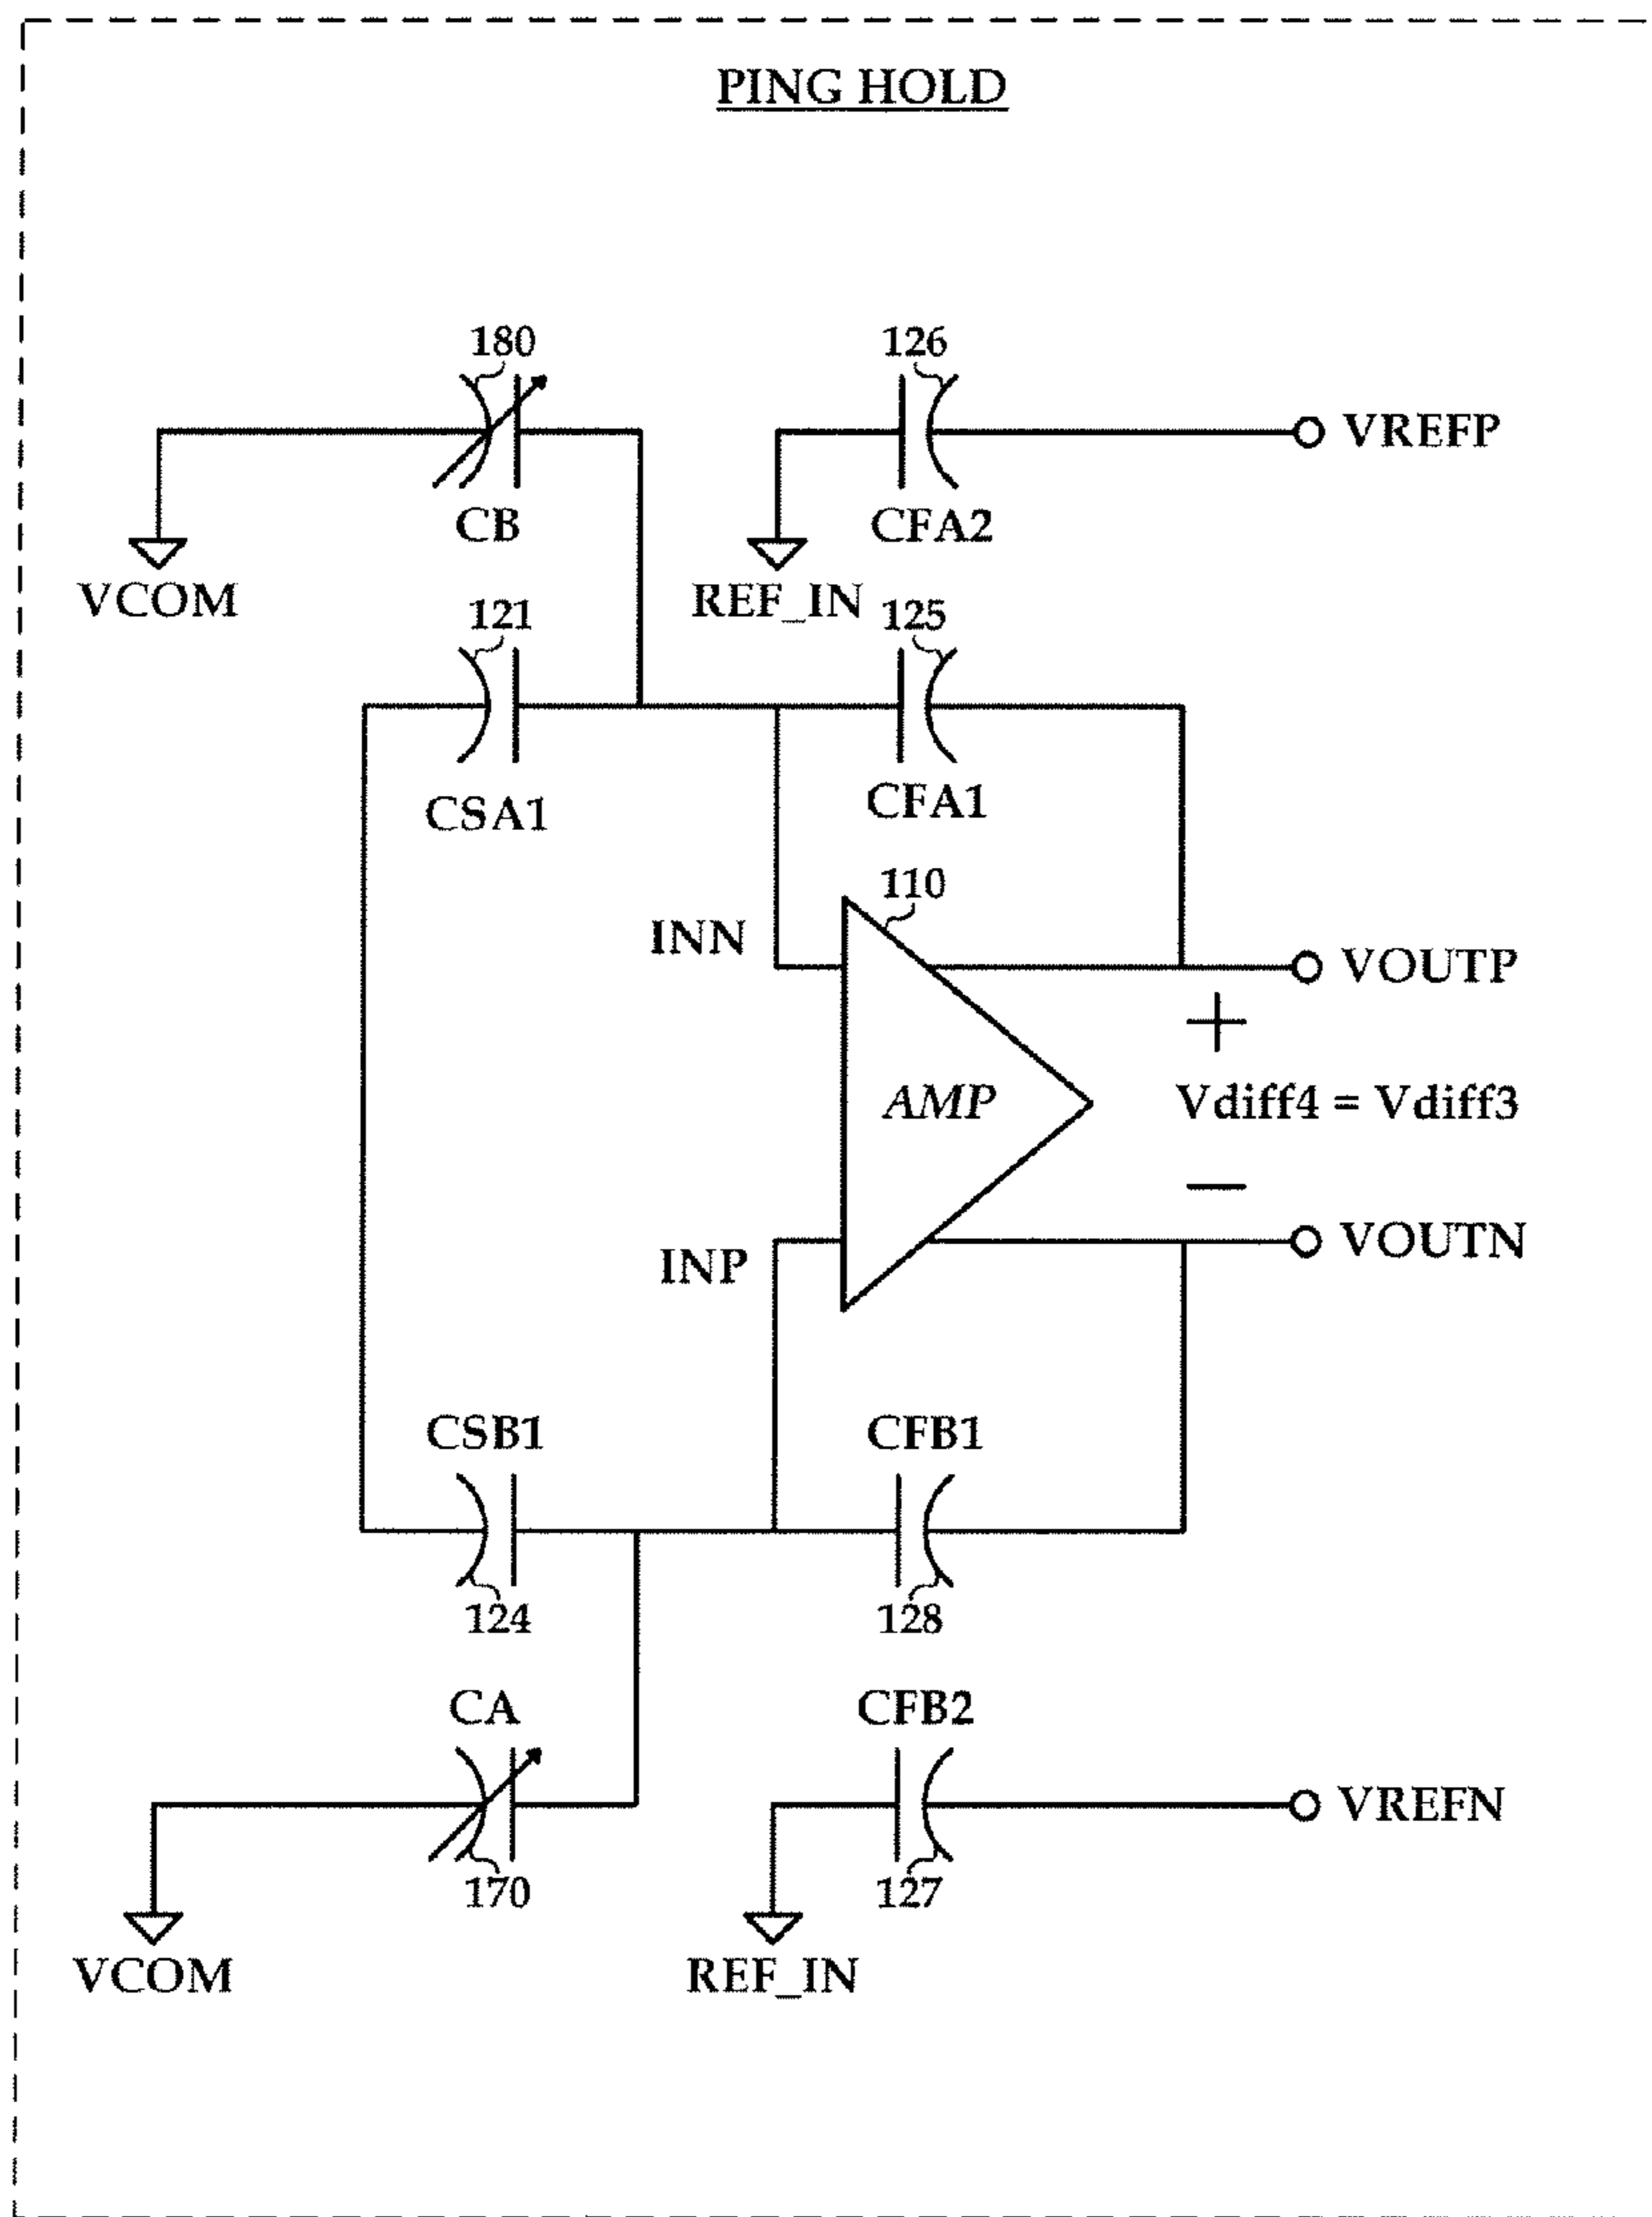 PING HOLD
180
126
VREFP
CB
CFA2
VCOM
REF_IN
121
125
CSA1
CFA1
110
INN
VOUTP
+
AMP
Vdiff4 = Vdiff3
−
INP
VOUTN
CSB1
CFB1
124
128
CA
CFB2
VREFN
170
127
VCOM
REF_IN